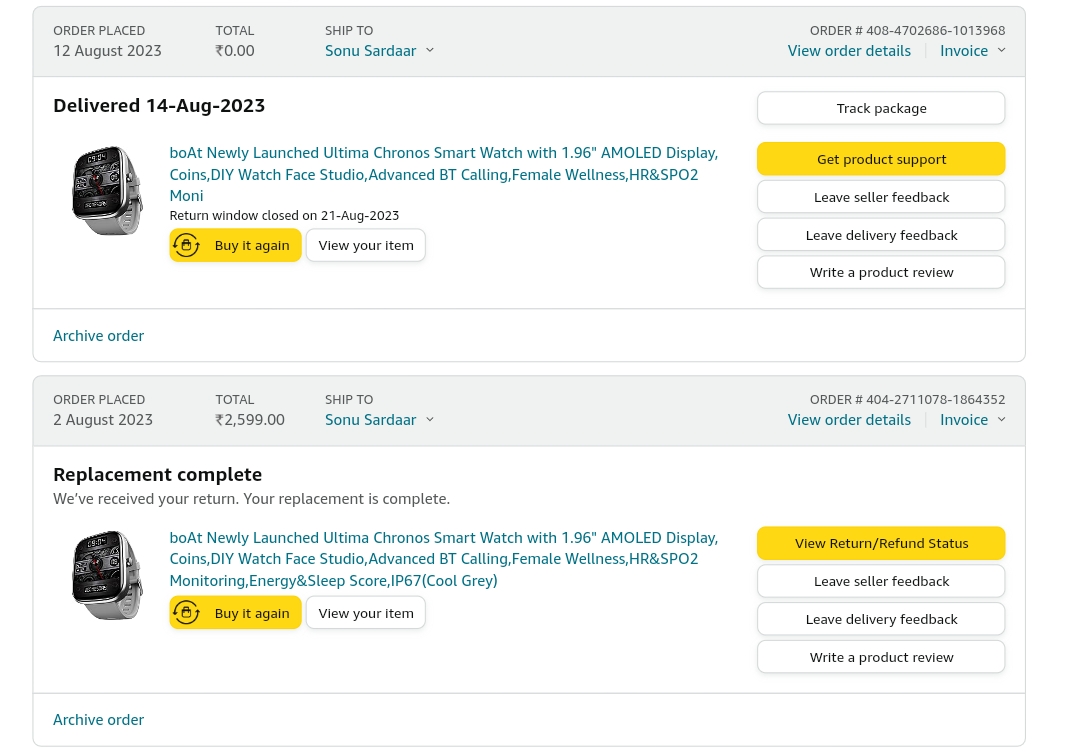 ORDER PLACED TOTAL SHIP TO ORDER # 408-4702686-1013968
12 August 2023 ₹0.00 Sonu Sardaar View order details Invoice
Delivered 14-Aug-2023
Track package
boAt Newly Launched Ultima Chronos Smart Watch with 1.96" AMOLED Display,
Coins,DIY Watch Face Studio,Advanced BT Calling,Female Wellness,HR&SPO2
Moni
Return window closed on 21-Aug-2023
Buy it again View your item
Get product support
Leave seller feedback
Leave delivery feedback
Write a product review
Archive order
ORDER PLACED TOTAL SHIP TO ORDER # 404-2711078-1864352
2 August 2023 ₹2,599.00 Sonu Sardaar View order details Invoice
Replacement complete
We’ve received your return. Your replacement is complete.
boAt Newly Launched Ultima Chronos Smart Watch with 1.96" AMOLED Display,
Coins,DIY Watch Face Studio,Advanced BT Calling,Female Wellness,HR&SPO2
Monitoring,Energy&Sleep Score,IP67(Cool Grey)
Buy it again View your item
View Return/Refund Status
Leave seller feedback
Leave delivery feedback
Write a product review
Archive order